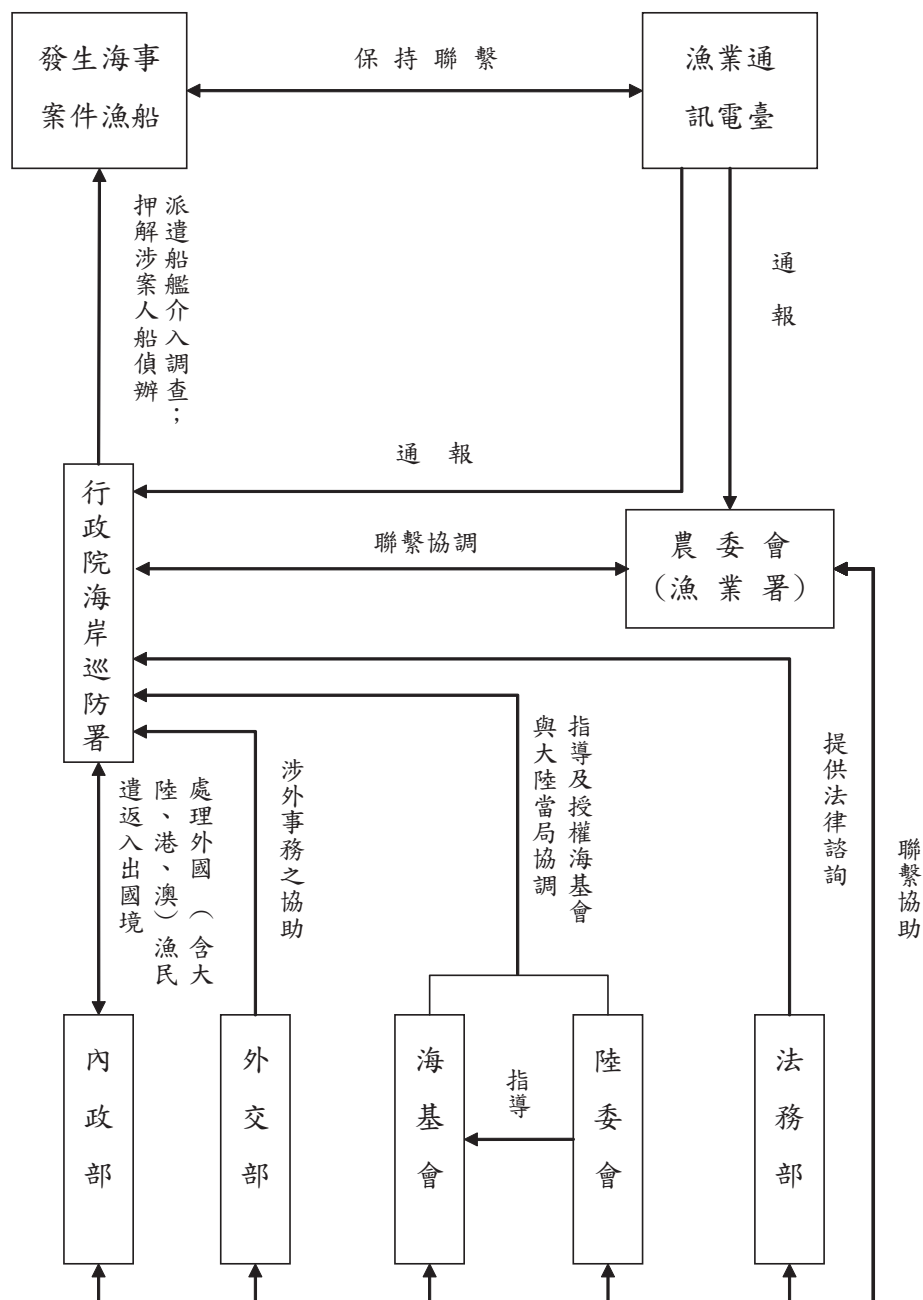 發生海事
案件漁船
保持聯繫
漁業通
訊電臺
派遣船艦介入調查；
押解涉案人船偵辦
通報
通報
行政院海岸巡防署
聯繫協調
農委會
（漁業署）
處理外國（含大
陸、港、澳）漁民
遣返入出國境
涉外事務之協助
指導及授權海基會
與大陸當局協調
提供法律諮詢
聯繫協助
內政部
外交部
海基會
指導
陸委會
法務部